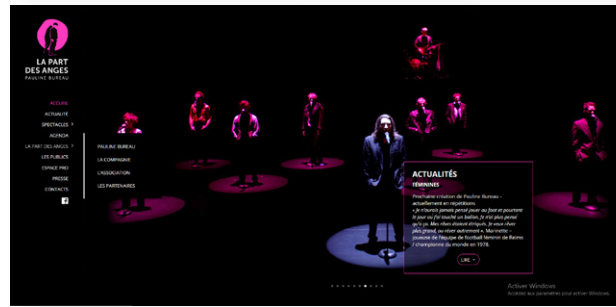 LA PART
DES ANGES
PAULINE BUREAU
ACCUEIL
ACTUALITÉ
SPECTACLES >
AGENDA
LA PART DES ANGES >
LES PUBLICS
ESPACE PRO
PRESSE
CONTACTS
f
PAULINE BUREAU
LA COMPAGNIE
L'ASSOCIATION
LES PARTENAIRES
ACTUALITÉS
FÉMININES
Prochaine création de Pauline Bureau -
actuellement en répétitions
« Je n'aurais jamais pensé jouer au foot et pourtant
le jour où j'ai touché un ballon, je n'ai plus pensé
qu'à ça. Mes rêves étaient étriqués. Je veux rêver
plus grand, ou rêver autrement ». Marinette -
joueuse de l'équipe de football féminin de Reims
/ championne du monde en 1978.
LIRE
Activer Windows
Accédez aux paramètres pour activer Windows.